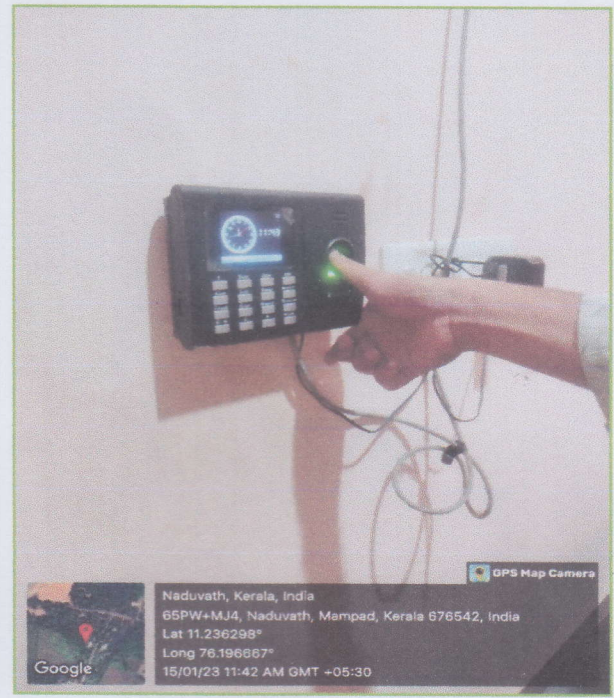 GPS Map Camera
Naduvath, Kerala, India
65PW+MJ4, Naduvath, Mampad, Kerala 676542, India
Lat 11.236298°
Long 76.196667°
15/01/23 11:42 AM GMT +05:30
Google